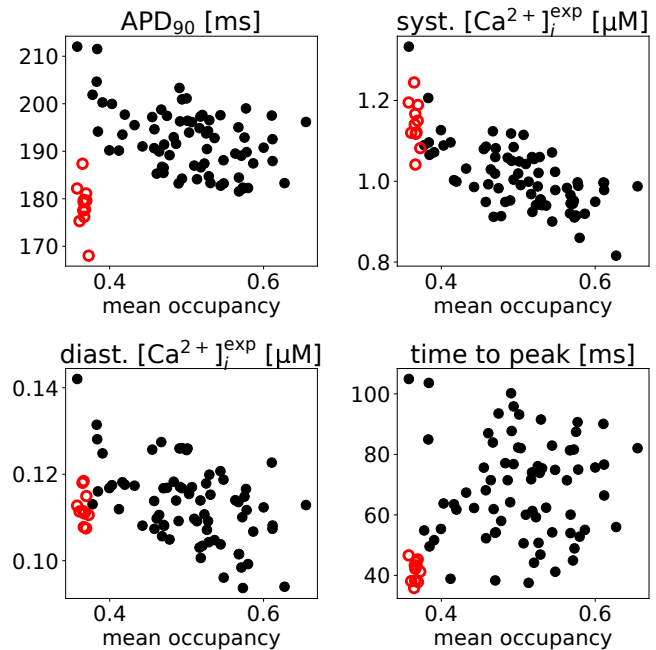 APD₉₀ [ms]
210
200
190
180
170
0.4 0.6
mean occupancy
syst. [Ca²⁺]ᵢᵉˣᵖ [μM]
1.2
1.0
0.8
0.4 0.6
mean occupancy
diast. [Ca²⁺]ᵢᵉˣᵖ [μM]
0.14
0.12
0.10
0.4 0.6
mean occupancy
time to peak [ms]
100
80
60
40
0.4 0.6
mean occupancy